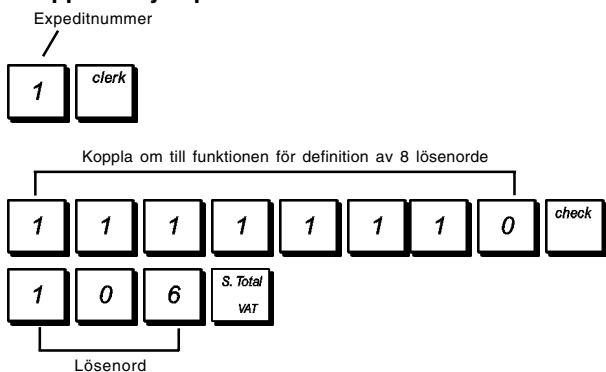 Expeditnummer
1 clerk
Koppla om till funktionen för definition av 8 lösenorde
1 1 1 1 1 1 1 0 check
1 0 6 S. Total
VAT
Lösenord